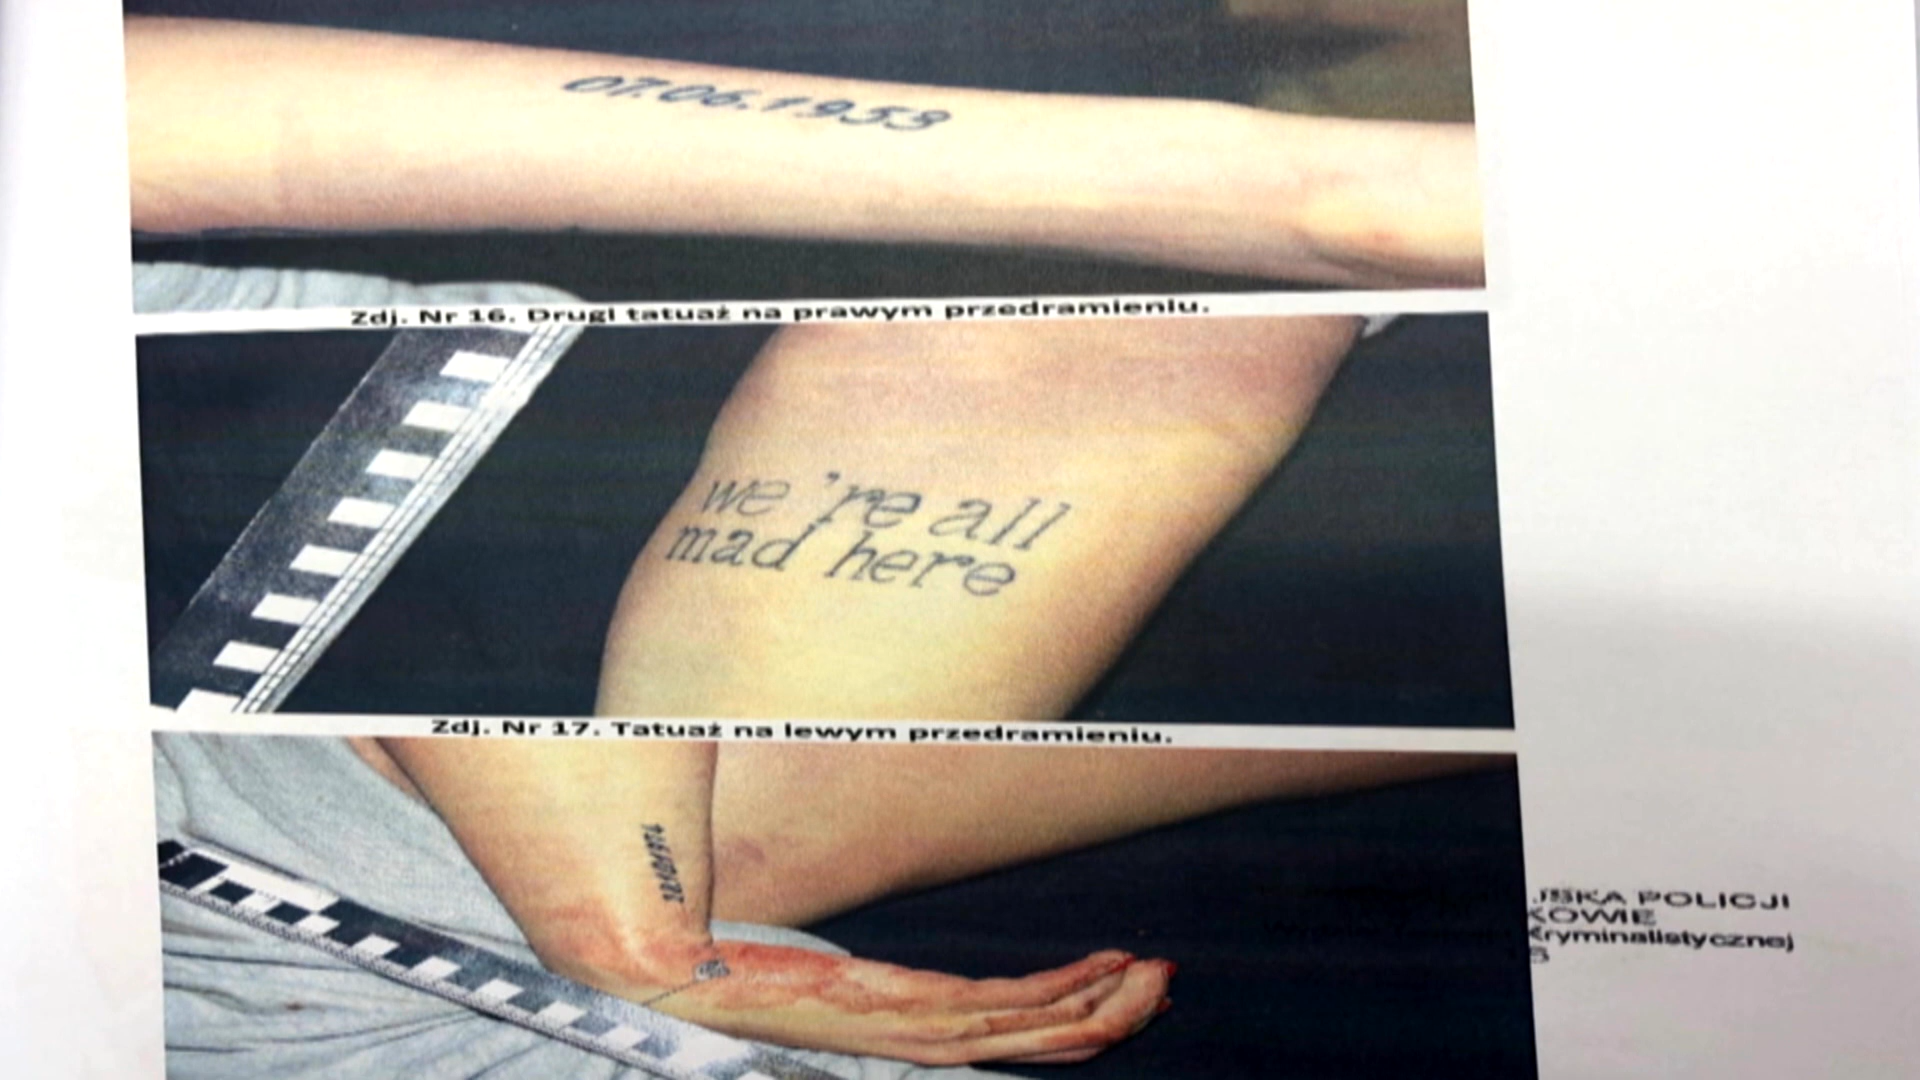 07.06.1953
Zdj. Nr 16. Drugi tatuaż na prawym przedramieniu.
we're all
mad here
Zdj. Nr 17. Tatuaż na lewym przedramieniu.
POLICJI
Kryminalistycznej